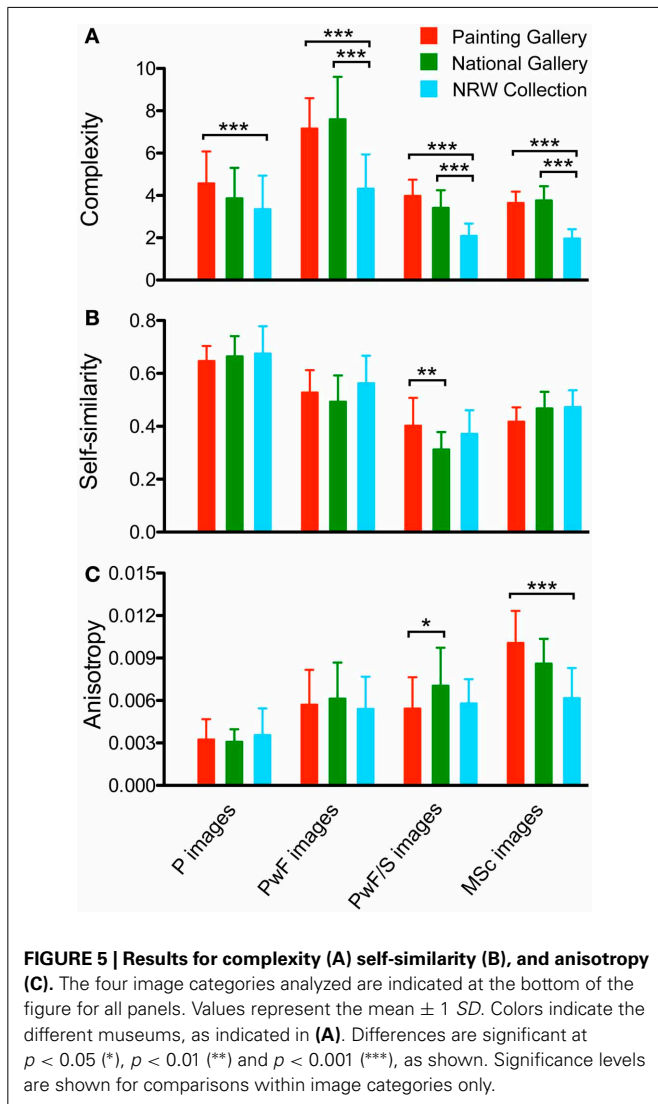 A
***
***
***
***
***
***
***
Painting Gallery
National Gallery
NRW Collection
Complexity
10
8
6
4
2
0
B
**
Self-similarity
0.8
0.6
0.4
0.2
0.0
C
*
***
Anisotropy
0.015
0.012
0.009
0.006
0.003
0.000
P images
PwF images
PwF/S images
MSc images
FIGURE 5 | Results for complexity (A) self-similarity (B), and anisotropy
(C). The four image categories analyzed are indicated at the bottom of the
figure for all panels. Values represent the mean ± 1 SD. Colors indicate the
different museums, as indicated in (A). Differences are significant at
p < 0.05 (*), p < 0.01 (**) and p < 0.001 (***), as shown. Significance levels
are shown for comparisons within image categories only.